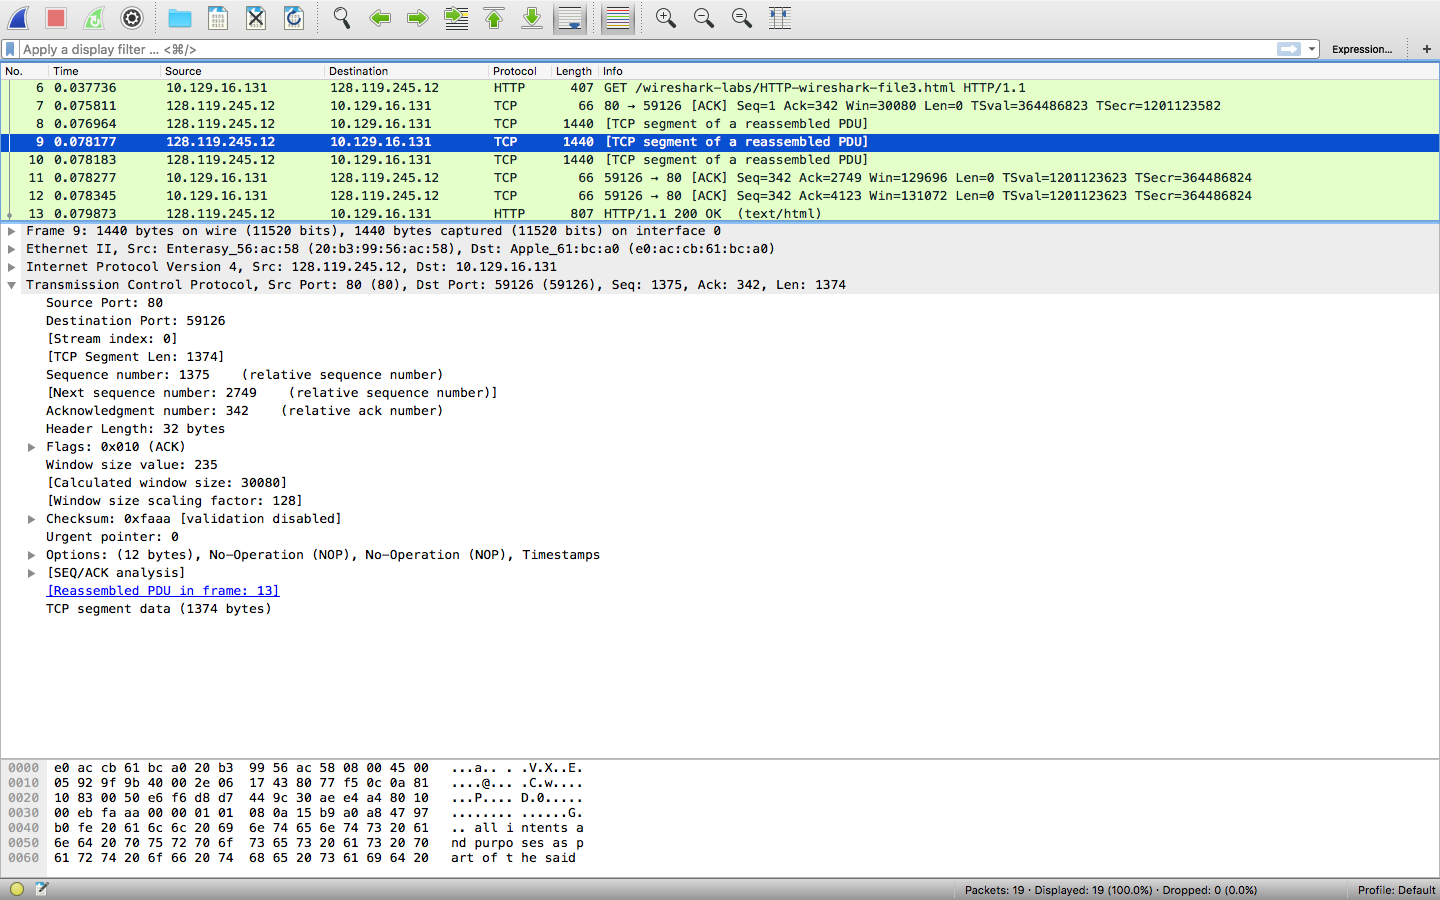 Apply a display filter ... <⌘/>
Expression...
+
No. Time Source Destination Protocol Length Info
6 0.037736 10.129.16.131 128.119.245.12 HTTP 407 GET /wireshark-labs/HTTP-wireshark-file3.html HTTP/1.1
7 0.075811 128.119.245.12 10.129.16.131 TCP 66 80 → 59126 [ACK] Seq=1 Ack=342 Win=30080 Len=0 TSval=364486823 TSecr=1201123582
8 0.076964 128.119.245.12 10.129.16.131 TCP 1440 [TCP segment of a reassembled PDU]
9 0.078177 128.119.245.12 10.129.16.131 TCP 1440 [TCP segment of a reassembled PDU]
10 0.078183 128.119.245.12 10.129.16.131 TCP 1440 [TCP segment of a reassembled PDU]
11 0.078277 10.129.16.131 128.119.245.12 TCP 66 59126 → 80 [ACK] Seq=342 Ack=2749 Win=129696 Len=0 TSval=1201123623 TSecr=364486824
12 0.078345 10.129.16.131 128.119.245.12 TCP 66 59126 → 80 [ACK] Seq=342 Ack=4123 Win=131072 Len=0 TSval=1201123623 TSecr=364486824
13 0.079873 128.119.245.12 10.129.16.131 HTTP 807 HTTP/1.1 200 OK (text/html)
Frame 9: 1440 bytes on wire (11520 bits), 1440 bytes captured (11520 bits) on interface 0
Ethernet II, Src: Enterasy_56:ac:58 (20:b3:99:56:ac:58), Dst: Apple_61:bc:a0 (e0:ac:cb:61:bc:a0)
Internet Protocol Version 4, Src: 128.119.245.12, Dst: 10.129.16.131
Transmission Control Protocol, Src Port: 80 (80), Dst Port: 59126 (59126), Seq: 1375, Ack: 342, Len: 1374
Source Port: 80
Destination Port: 59126
[Stream index: 0]
[TCP Segment Len: 1374]
Sequence number: 1375 (relative sequence number)
[Next sequence number: 2749 (relative sequence number)]
Acknowledgment number: 342 (relative ack number)
Header Length: 32 bytes
Flags: 0x010 (ACK)
Window size value: 235
[Calculated window size: 30080]
[Window size scaling factor: 128]
Checksum: 0xfaaa [validation disabled]
Urgent pointer: 0
Options: (12 bytes), No-Operation (NOP), No-Operation (NOP), Timestamps
[SEQ/ACK analysis]
[Reassembled PDU in frame: 13]
TCP segment data (1374 bytes)
0000 e0 ac cb 61 bc a0 20 b3 99 56 ac 58 08 00 45 00 ...a.. . .V.X..E.
0010 05 92 9f 9b 40 00 2e 06 17 43 80 77 f5 0c 0a 81 ....@... .C.w....
0020 10 83 00 50 e6 f6 d8 d7 44 9c 30 ae e4 a4 80 10 ...P.... D.0.....
0030 00 eb fa aa 00 00 01 01 08 0a 15 b9 a0 a8 47 97 ........ ......G.
0040 b0 fe 20 61 6c 6c 20 69 6e 74 65 6e 74 73 20 61 .. all i ntents a
0050 6e 64 20 70 75 72 70 6f 73 65 73 20 61 73 20 70 nd purpo ses as p
0060 61 72 74 20 6f 66 20 74 68 65 20 73 61 69 64 20 art of t he said
Packets: 19 · Displayed: 19 (100.0%) · Dropped: 0 (0.0%)
Profile: Default